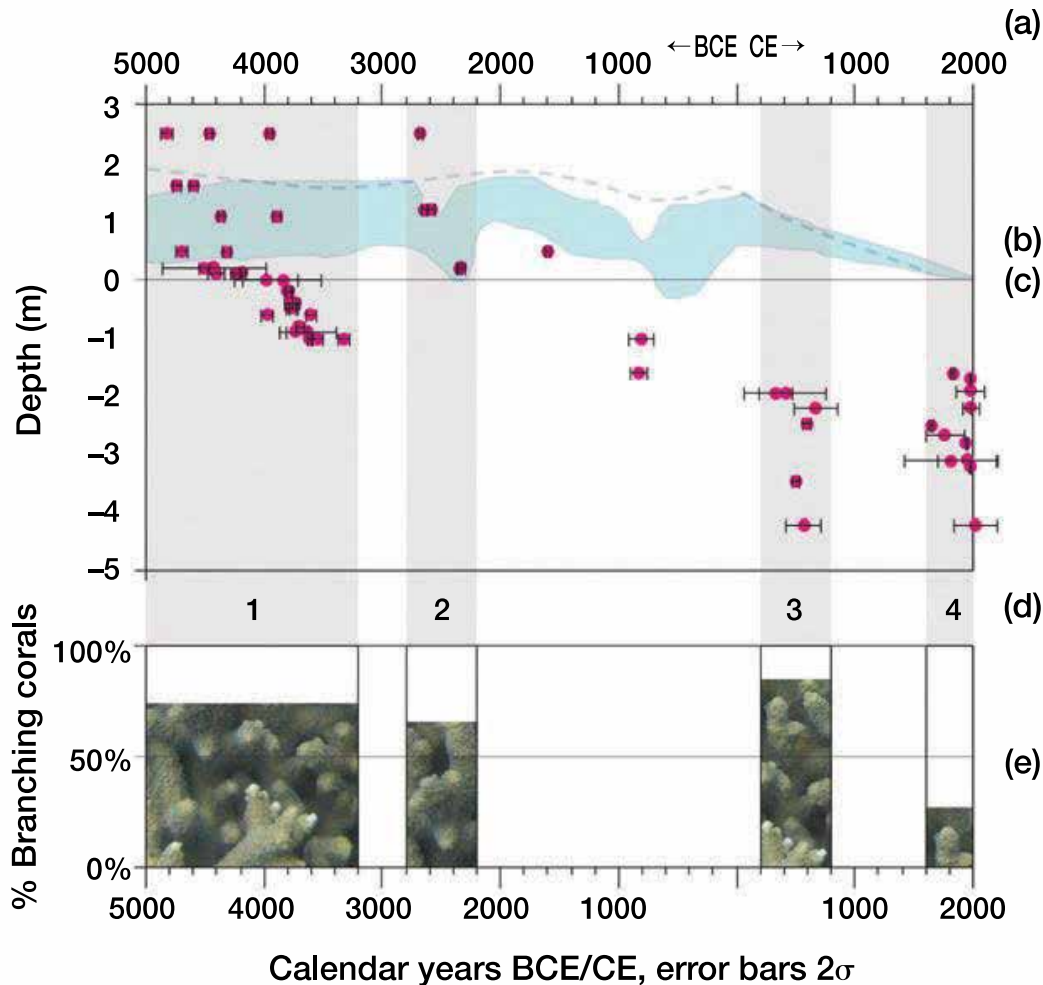 (a)
←BCE CE→
5000 4000 3000 2000 1000 1000 2000
3
2
1
0
–1
–2
–3
–4
–5
Depth (m)
(b)
(c)
1 2 3 4
(d)
100%
50%
0%
% Branching corals
(e)
5000 4000 3000 2000 1000 1000 2000
Calendar years BCE/CE, error bars 2σ